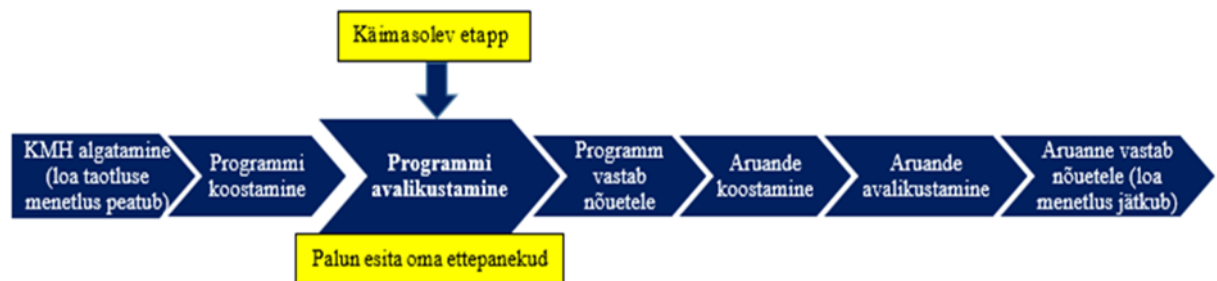 Käimasolev etapp
KMH algatamine
(loa taotluse
menetlus peatub)
Programmi
koostamine
Programmi
avalikustamine
Programm
vastab
nõuetele
Aruande
koostamine
Aruande
avalikustamine
Aruanne vastab
nõuetele (loa
menetlus jätkub)
Palun esita oma ettepanekud